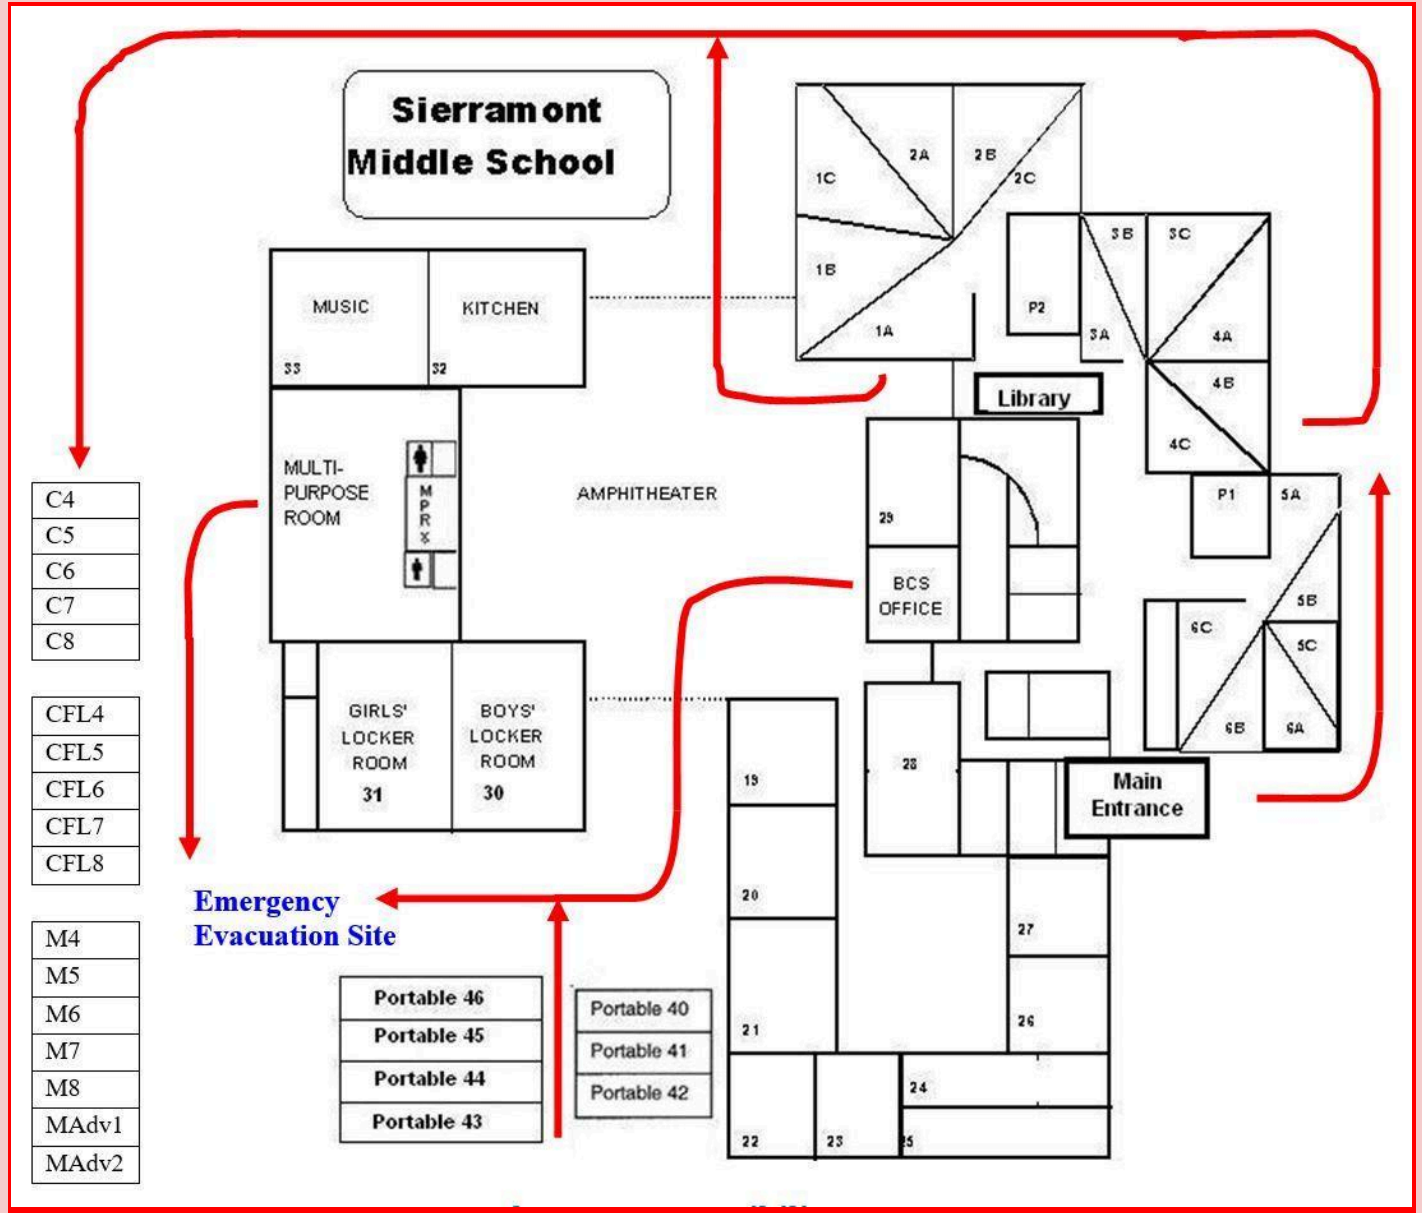 Sierramont
Middle School
1C
2A
2B
2C
1B
1A
3B
3C
P2
3A
4A
4B
4C
MUSIC
KITCHEN
33
32
Library
MULTI-
PURPOSE
ROOM
M
P
R
AMPHITHEATER
29
BCS
OFFICE
P1
5A
5B
5C
6C
6B
6A
C4
C5
C6
C7
C8
GIRLS'
LOCKER
ROOM
31
BOYS'
LOCKER
ROOM
30
19
28
Main
Entrance
CFL4
CFL5
CFL6
CFL7
CFL8
20
27
Emergency
Evacuation Site
21
26
M4
M5
M6
M7
M8
MAdv1
MAdv2
Portable 46
Portable 45
Portable 44
Portable 43
Portable 40
Portable 41
Portable 42
24
22
23